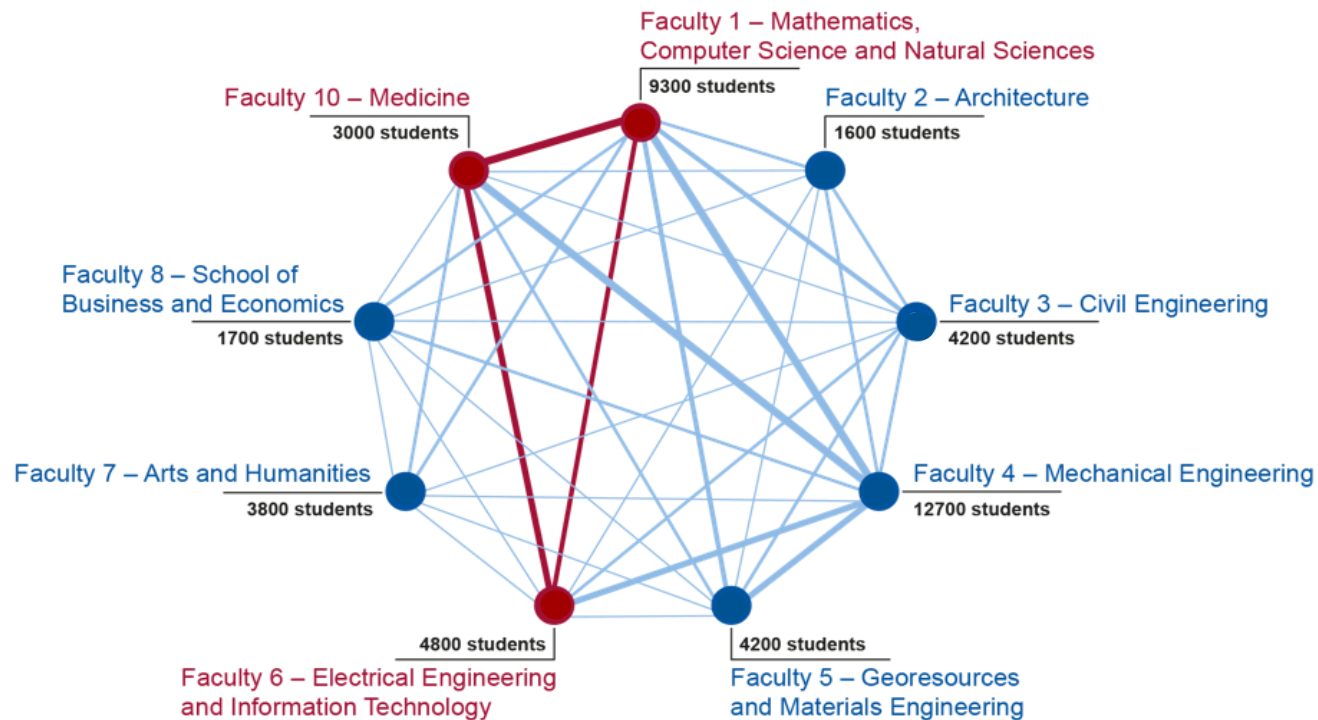 Faculty 1 – Mathematics,
Computer Science and Natural Sciences
9300 students
Faculty 10 – Medicine
3000 students
Faculty 2 – Architecture
1600 students
Faculty 8 – School of
Business and Economics
1700 students
Faculty 3 – Civil Engineering
4200 students
Faculty 7 – Arts and Humanities
3800 students
Faculty 4 – Mechanical Engineering
12700 students
4800 students
Faculty 6 – Electrical Engineering
and Information Technology
4200 students
Faculty 5 – Georesources
and Materials Engineering